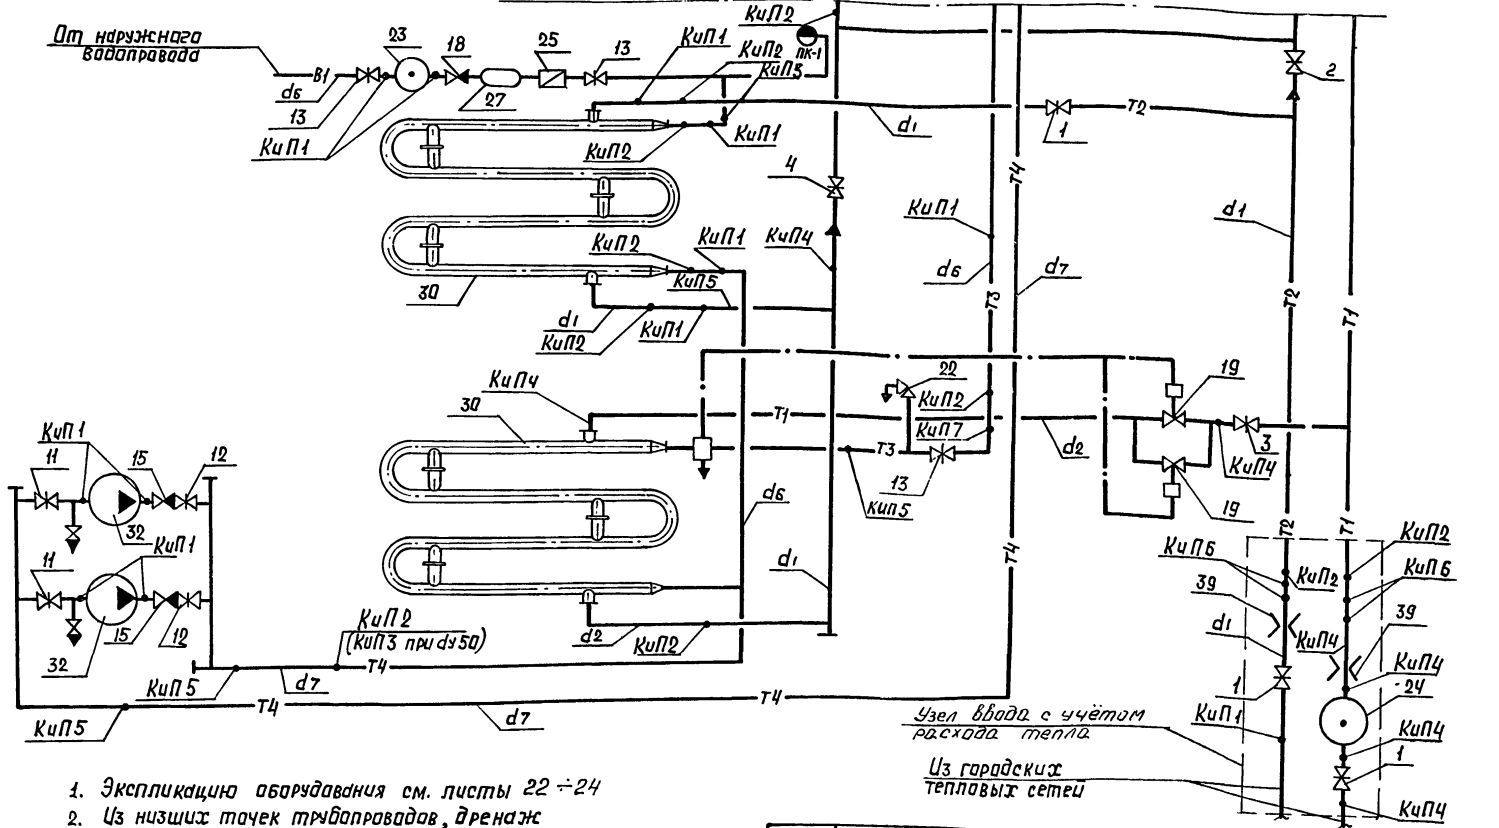 От наружнего
водопровода
В1
d6
13
КиП1
23
18
27
25
13
КиП1
КиП2
КиП3
КиП2
ПК-1
2
d1
1
Т2
КиП2
КиП1
4
Т4
КиП1
d1
КиП4
d6
d7
Т3
Т2
Т1
30
КиП2
КиП1
КиП5
d1
КиП2
КиП1
КиП4
30
Т1
22
КиП2
КиП7
Т3
13
КиП5
d2
19
3
КиП4
19
КиП1
11
15
12
32
11
КиП1
15
12
32
d6
d1
Т4
Т2
Т1
КиП6
КиП2
КиП2
КиП6
39
39
d1
КиП4
КиП4
1
24
КиП1
КиП4
1
КиП4
КиП2
(КиП3 при dу50)
d2
КиП2
Т4
КиП5
d7
Т4
Т4
КиП5
d7
Узел ввода с учётом
расхода тепла
Из городских
тепловых сетей
1. Экспликацию оборудования см. листы 22÷24
2. Из низших точек трубопроводов, дренаж